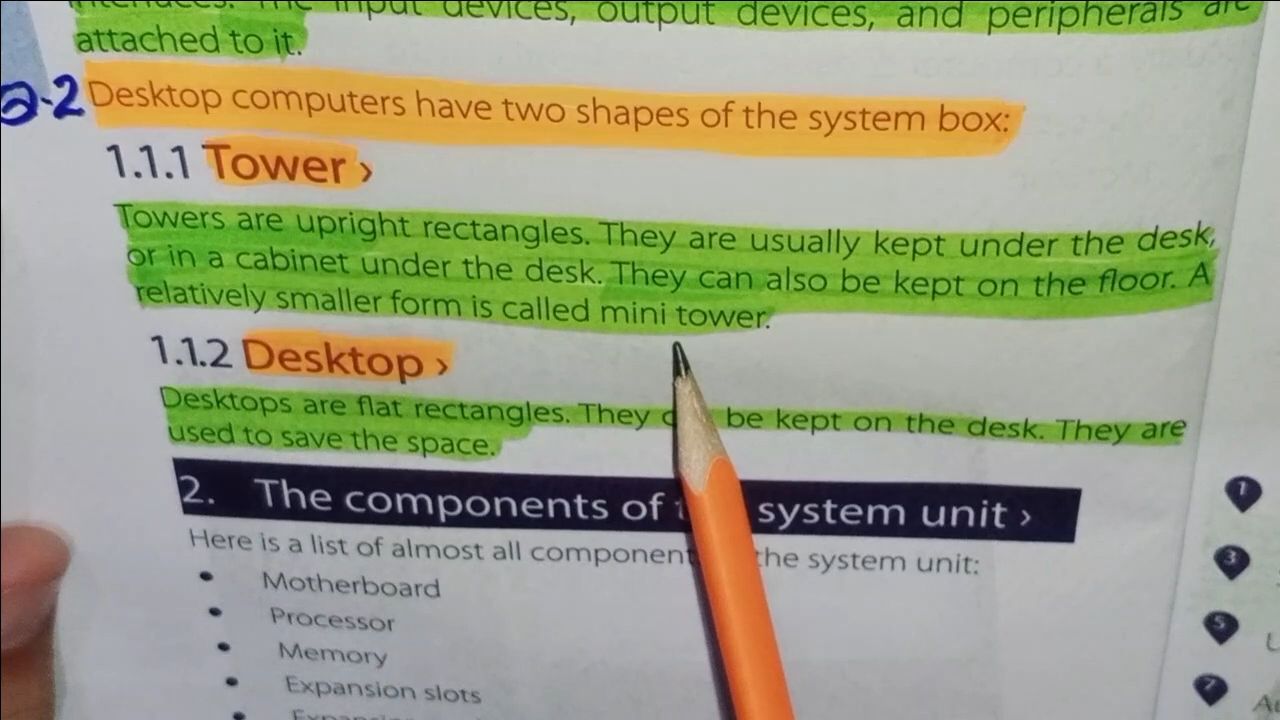 input devices, output devices, and peripherals are
attached to it.
Q-2 Desktop computers have two shapes of the system box:
1.1.1 Tower ›
Towers are upright rectangles. They are usually kept under the desk,
or in a cabinet under the desk. They can also be kept on the floor. A
relatively smaller form is called mini tower.
1.1.2 Desktop ›
Desktops are flat rectangles. They be kept on the desk. They are
used to save the space.
2. The components of system unit ›
Here is a list of almost all the system unit:
• Motherboard
• Processor
• Memory
• Expansion slots
1
3
5
7